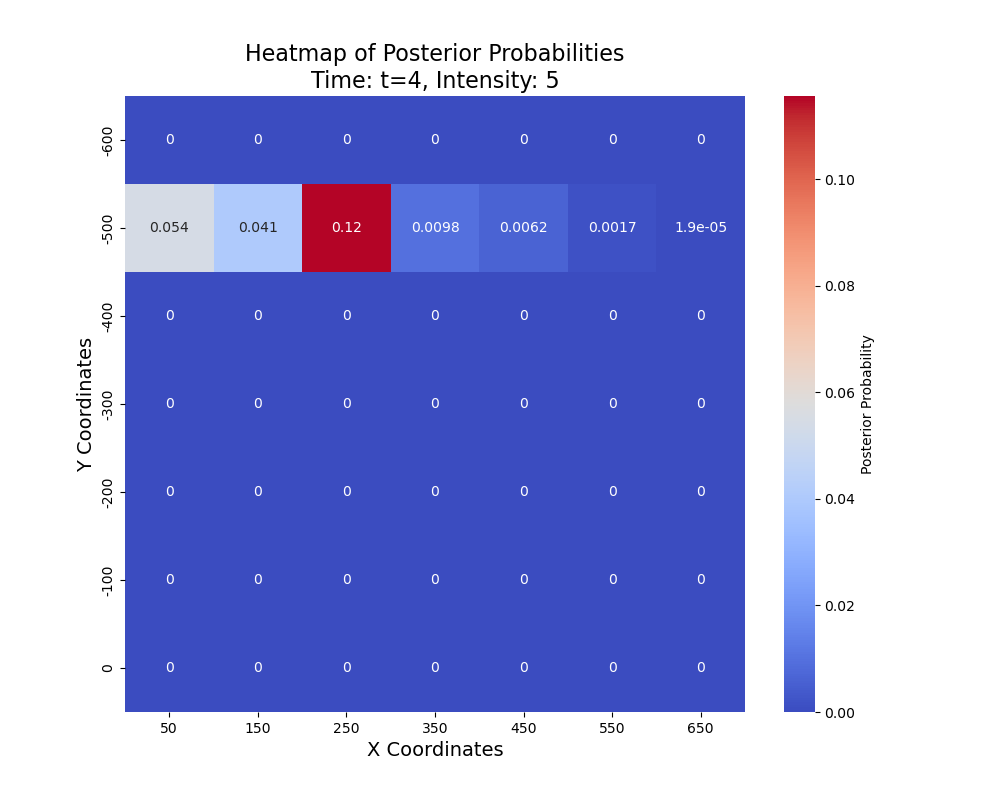 Heatmap of Posterior Probabilities
Time: t=4, Intensity: 5
-600 0 0 0 0 0 0 0
-500 0.054 0.041 0.12 0.0098 0.0062 0.0017 1.9e-05
-400 0 0 0 0 0 0 0
-300 0 0 0 0 0 0 0
-200 0 0 0 0 0 0 0
-100 0 0 0 0 0 0 0
0 0 0 0 0 0 0 0
50 150 250 350 450 550 650
X Coordinates
Y Coordinates
0.10
0.08
0.06
0.04
0.02
0.00
Posterior Probability